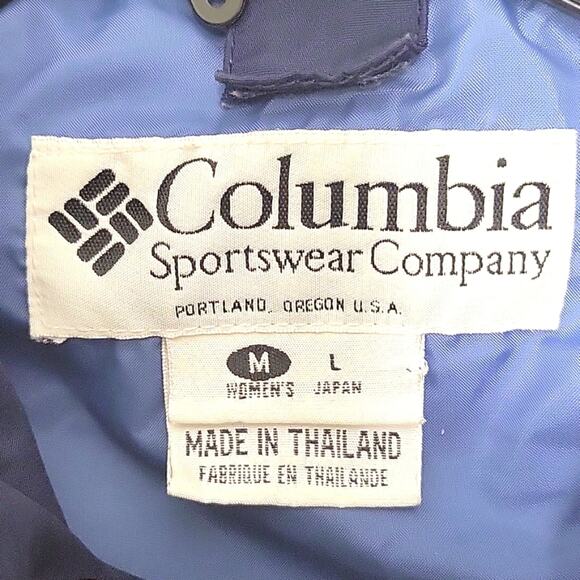 Columbia
Sportswear Company
PORTLAND, OREGON U.S.A.
M L
WOMEN'S JAPAN
MADE IN THAILAND
FABRIQUE EN THAILANDE